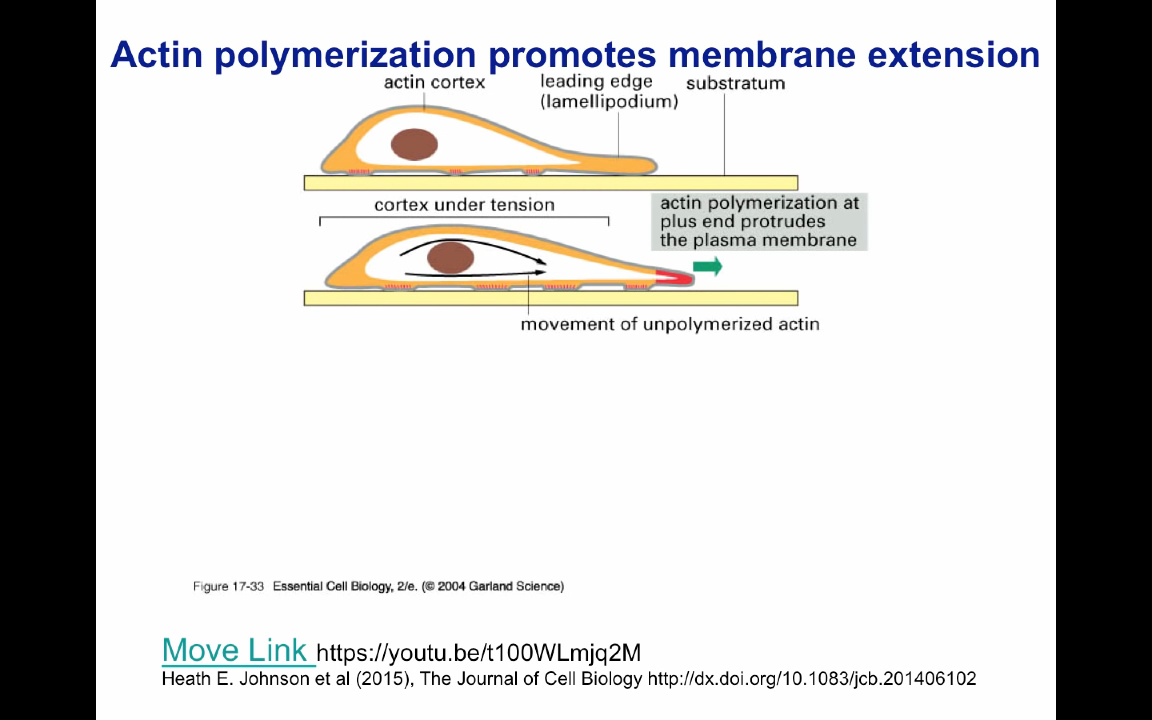 Actin polymerization promotes membrane extension
actin cortex
leading edge
(lamellipodium)
substratum
cortex under tension
actin polymerization at
plus end protrudes
the plasma membrane
movement of unpolymerized actin
Figure 17-33 Essential Cell Biology, 2/e. (© 2004 Garland Science)
Move Link https://youtu.be/t100WLmjq2M
Heath E. Johnson et al (2015), The Journal of Cell Biology http://dx.doi.org/10.1083/jcb.201406102